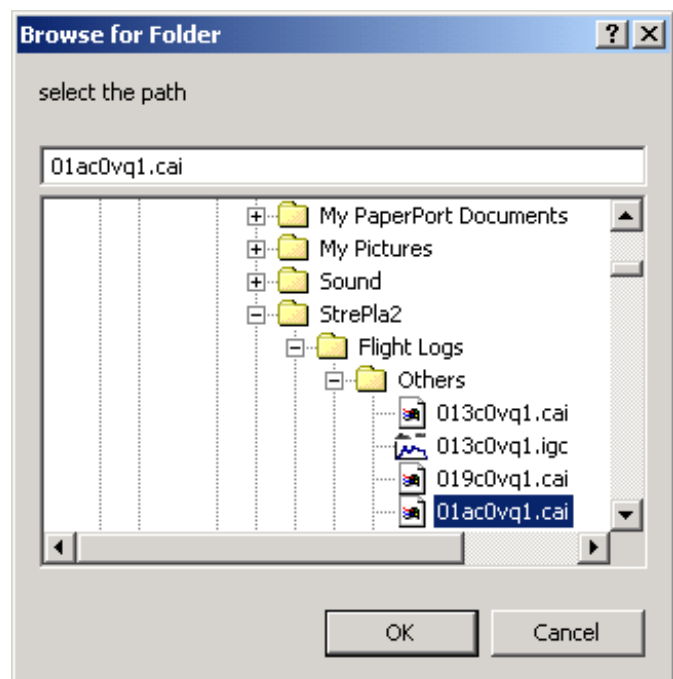 Browse for Folder
select the path
01ac0vq1.cai
My PaperPort Documents
My Pictures
Sound
StrePla2
Flight Logs
Others
013c0vq1.cai
013c0vq1.igc
019c0vq1.cai
01ac0vq1.cai
OK Cancel